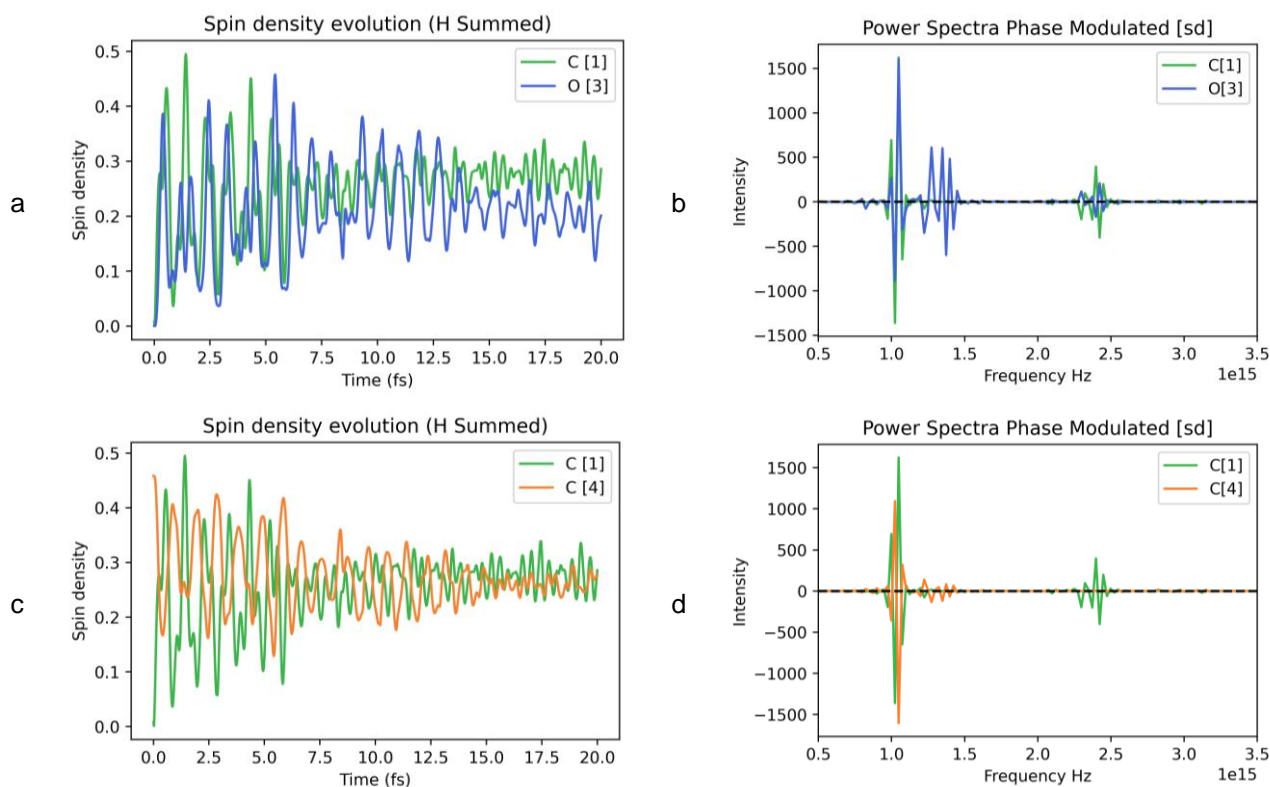 a
Spin density evolution (H Summed)
C [1]
O [3]
Spin density
0.5
0.4
0.3
0.2
0.1
0.0
0.0 2.5 5.0 7.5 10.0 12.5 15.0 17.5 20.0
Time (fs)
b
Power Spectra Phase Modulated [sd]
C[1]
O[3]
Intensity
1500
1000
500
0
−500
−1000
−1500
0.5 1.0 1.5 2.0 2.5 3.0 3.5
Frequency Hz
1e15
c
Spin density evolution (H Summed)
C [1]
C [4]
Spin density
0.5
0.4
0.3
0.2
0.1
0.0
0.0 2.5 5.0 7.5 10.0 12.5 15.0 17.5 20.0
Time (fs)
d
Power Spectra Phase Modulated [sd]
C[1]
C[4]
Intensity
1500
1000
500
0
−500
−1000
−1500
0.5 1.0 1.5 2.0 2.5 3.0 3.5
Frequency Hz
1e15